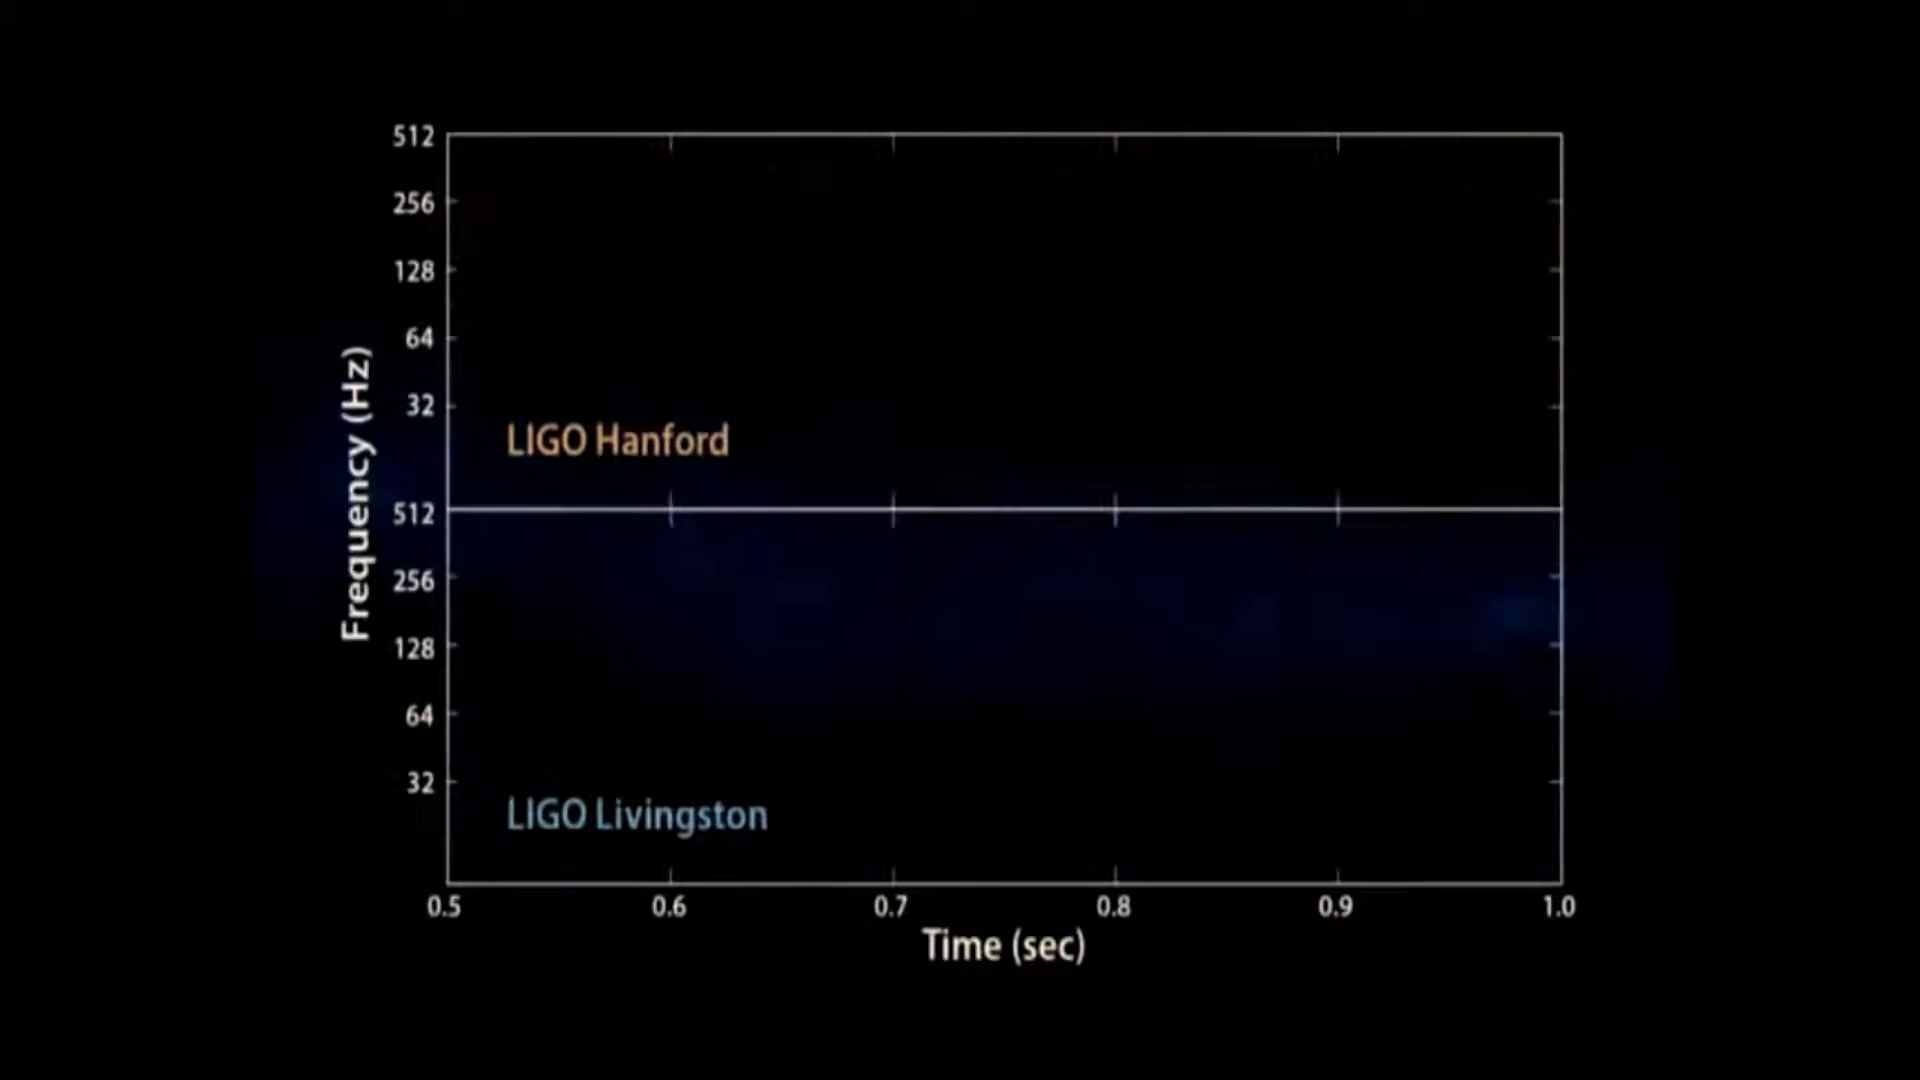 512
256
128
64
32
LIGO Hanford
Frequency (Hz)
512
256
128
64
32
LIGO Livingston
0.5 0.6 0.7 0.8 0.9 1.0
Time (sec)